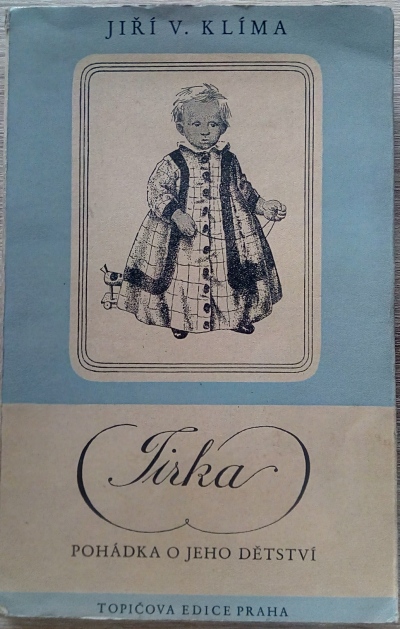 JIŘÍ V. KLÍMA
Jirka
POHÁDKA O JEHO DĚTSTVÍ
TOPIČOVA EDICE PRAHA